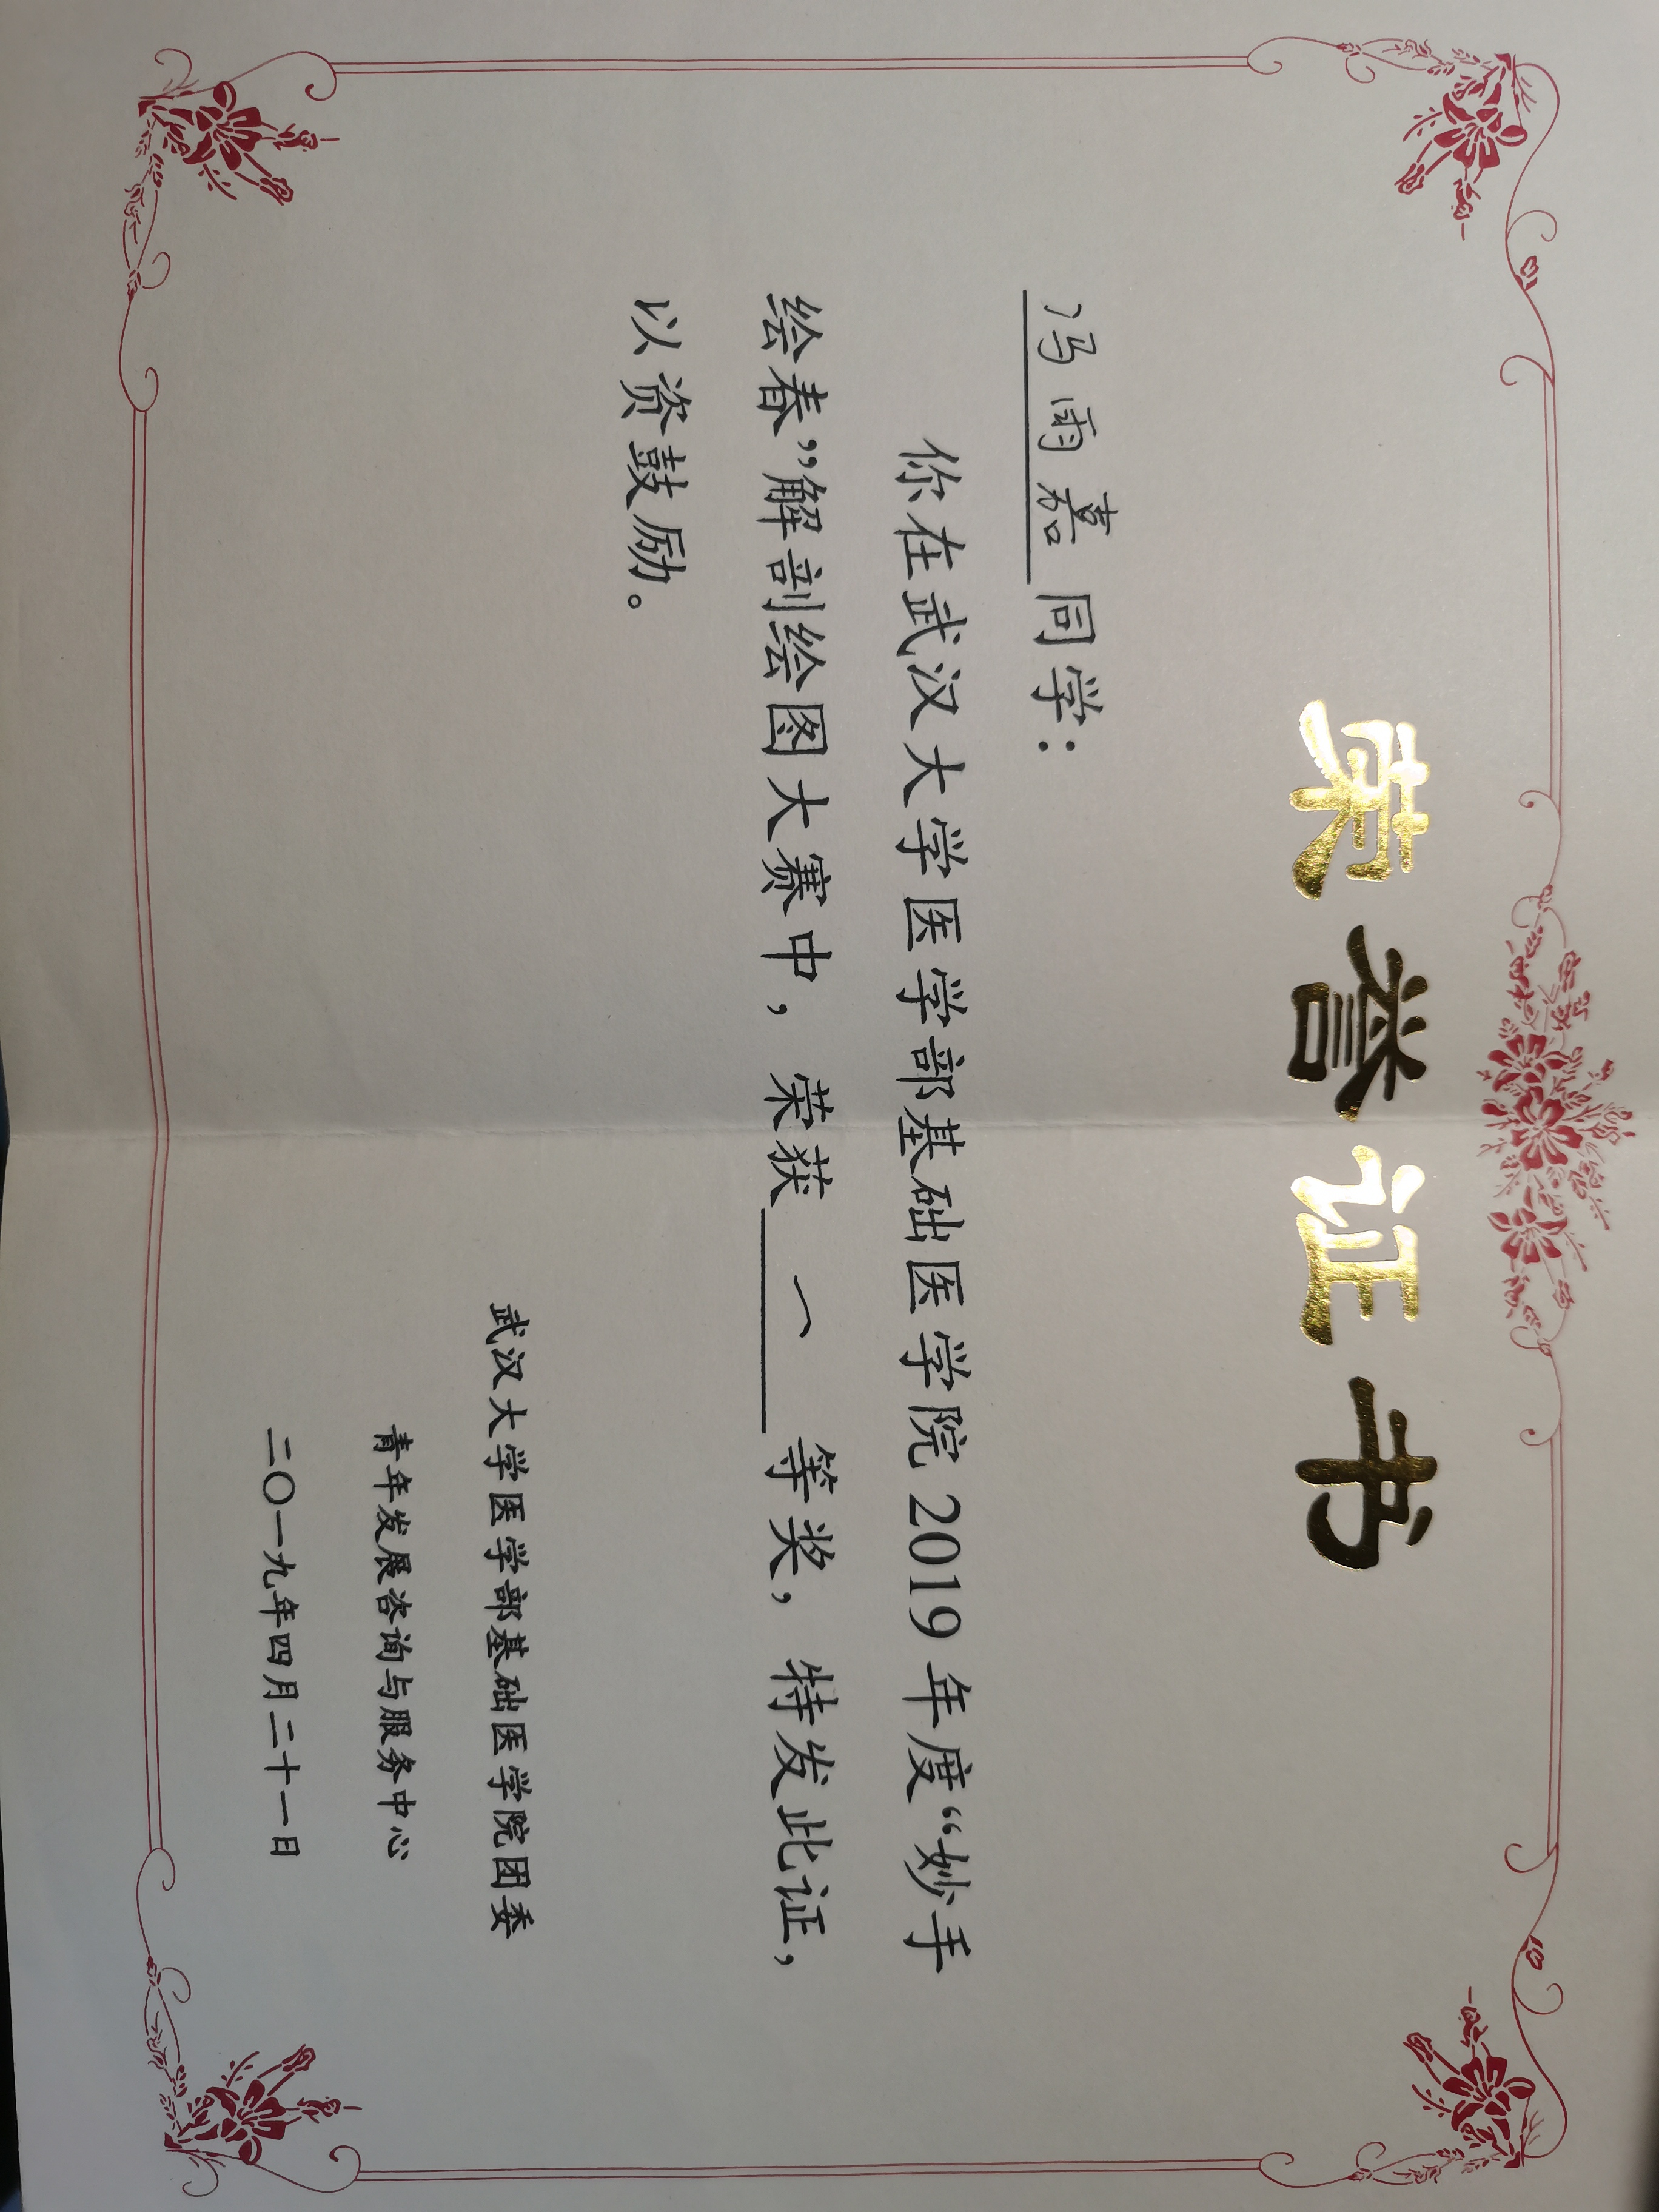 荣誉证书
冯雨嘉同学：
你在武汉大学医学部基础医学院 2019 年度“妙手
绘春”解剖绘图大赛中，荣获一等奖，特发此证，
以资鼓励。
武汉大学医学部基础医学院团委
青年发展咨询与服务中心
二〇一九年四月二十一日